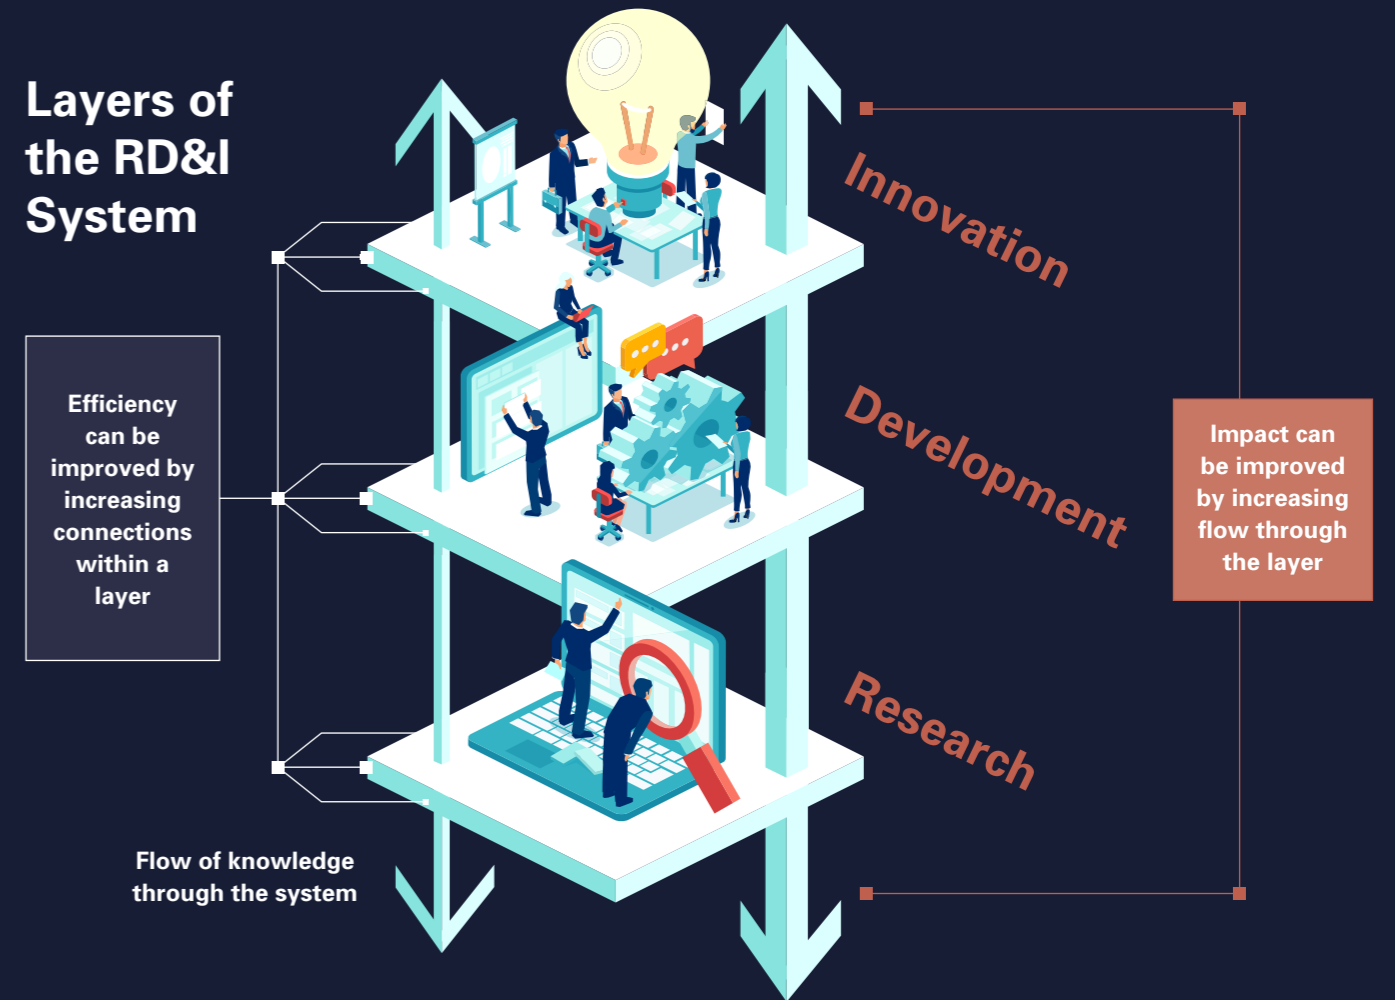 Layers of
the RD&I
System
Innovation
Efficiency
can be
improved by
increasing
connections
within a
layer
Development
Impact can
be improved
by increasing
flow through
the layer
Research
Flow of knowledge
through the system